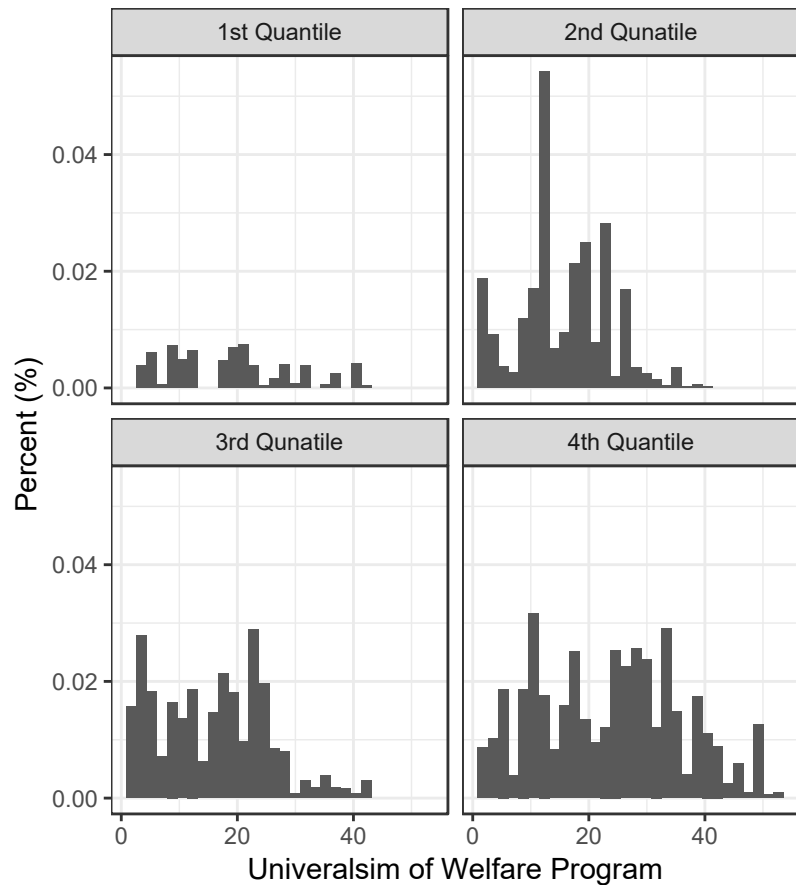 1st Quantile
2nd Qunatile
0.04
0.02
0.00
3rd Qunatile
4th Quantile
0.04
0.02
0.00
0 20 40
0 20 40
Percent (%)
Univeralsim of Welfare Program